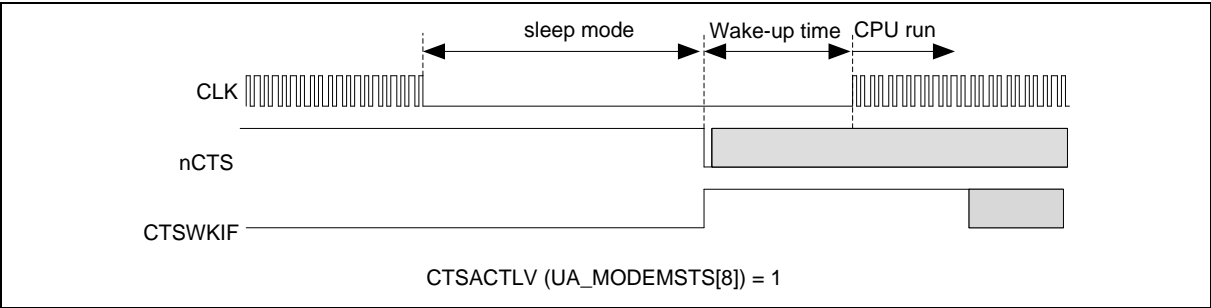 sleep mode
Wake-up time
CPU run
CLK
nCTS
CTSWKIF
CTSACTLV (UA_MODEMSTS[8]) = 1